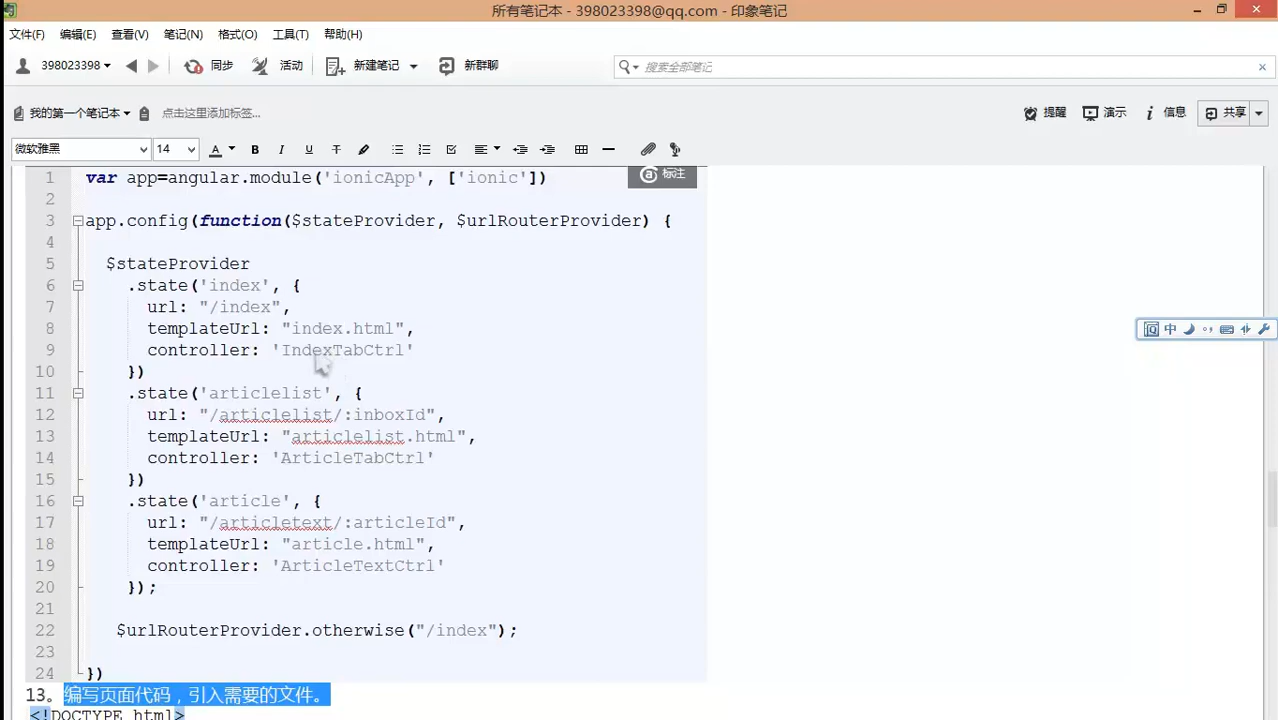 所有笔记本 - 398023398@qq.com - 印象笔记
文件(F) 编辑(E) 查看(V) 笔记(N) 格式(O) 工具(T) 帮助(H)
398023398 同步 活动 新建笔记 新群聊 搜索全部笔记
我的第一个笔记本 点击这里添加标签... 提醒 演示 信息 共享
微软雅黑 14
标注
1 var app=angular.module('ionicApp', ['ionic'])
2
3 app.config(function($stateProvider, $urlRouterProvider) {
4
5 $stateProvider
6 .state('index', {
7 url: "/index",
8 templateUrl: "index.html",
9 controller: 'IndexTabCtrl'
10 })
11 .state('articlelist', {
12 url: "/articlelist/:inboxId",
13 templateUrl: "articlelist.html",
14 controller: 'ArticleTabCtrl'
15 })
16 .state('article', {
17 url: "/articletext/:articleId",
18 templateUrl: "article.html",
19 controller: 'ArticleTextCtrl'
20 });
21
22 $urlRouterProvider.otherwise("/index");
23
24 })
中
13。编写页面代码，引入需要的文件。
<!DOCTYPE html>